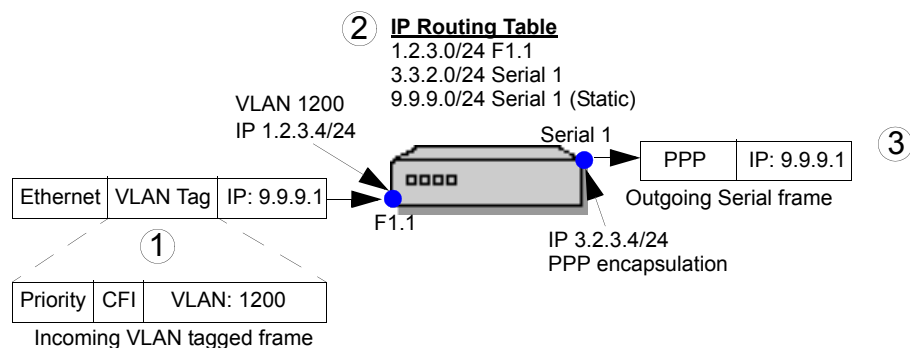 2 IP Routing Table
1.2.3.0/24 F1.1
3.3.2.0/24 Serial 1
9.9.9.0/24 Serial 1 (Static)
VLAN 1200
IP 1.2.3.4/24
Serial 1
PPP IP: 9.9.9.1
3
Outgoing Serial frame
Ethernet VLAN Tag IP: 9.9.9.1
F1.1
IP 3.2.3.4/24
PPP encapsulation
1
Priority CFI VLAN: 1200
Incoming VLAN tagged frame